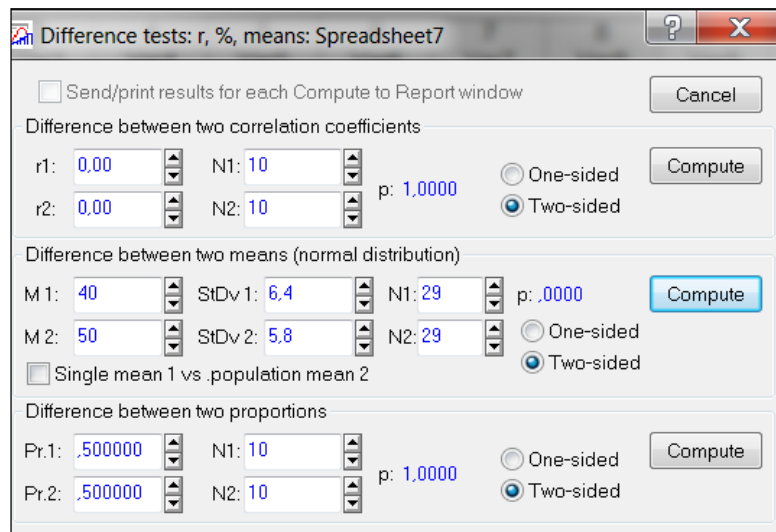 Difference tests: r, %, means: Spreadsheet7
Send/print results for each Compute to Report window
Cancel
Difference between two correlation coefficients
r1: 0,00 N1: 10 p: 1,0000 One-sided Compute
r2: 0,00 N2: 10 Two-sided
Difference between two means (normal distribution)
M 1: 40 StDv 1: 6,4 N1: 29 p: ,0000 Compute
M 2: 50 StDv 2: 5,8 N2: 29 One-sided
Two-sided
Single mean 1 vs .population mean 2
Difference between two proportions
Pr.1: ,500000 N1: 10 p: 1,0000 One-sided Compute
Pr.2: ,500000 N2: 10 Two-sided